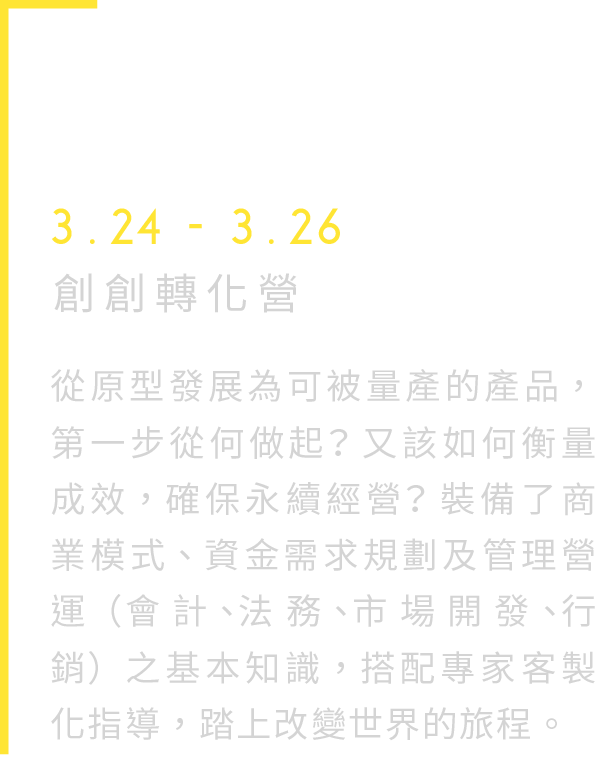 3.24 - 3.26
創創轉化營
從原型發展為可被量產的產品，
第一步從何做起？又該如何衡量
成效，確保永續經營？裝備了商
業模式、資金需求規劃及管理營
運（會計、法務、市場開發、行
銷）之基本知識，搭配專家客製
化指導，踏上改變世界的旅程。